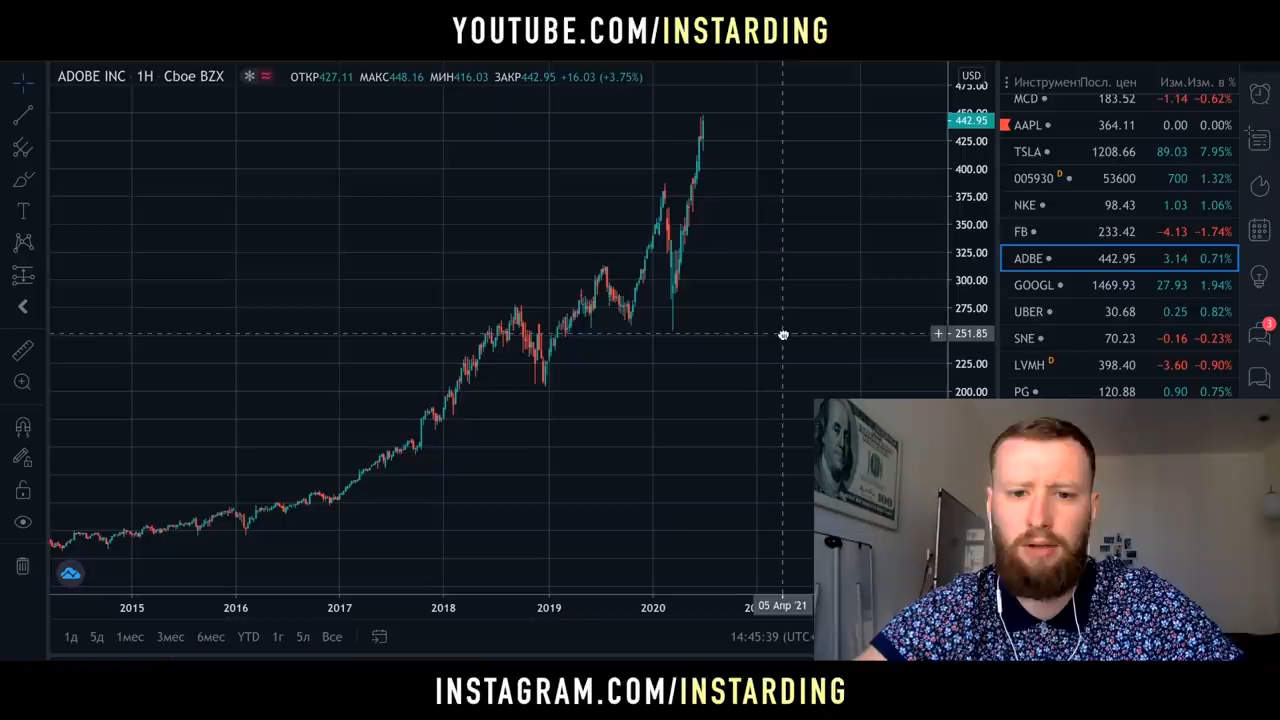 YOUTUBE.COM/INSTARDING
ADOBE INC · 1Н · Cboe BZX ОТКР427.11 МАКС448.16 МИН416.03 ЗАКР442.95 +16.03 (+3.75%)
USD
475.00
450.00
442.95
425.00
400.00
375.00
350.00
325.00
300.00
275.00
+ 251.85
225.00
200.00
2015 2016 2017 2018 2019 2020 05 Апр '21
1д 5д 1мес 3мес 6мес YTD 1г 5л Все
14:45:39 (UTC+
Инструмент Посл. цен Изм. Изм. в %
MCD 183.52 −1.14 −0.62%
AAPL 364.11 0.00 0.00%
TSLA 1208.66 89.03 7.95%
005930 D 53600 700 1.32%
NKE 98.43 1.03 1.06%
FB 233.42 −4.13 −1.74%
ADBE 442.95 3.14 0.71%
GOOGL 1469.93 27.93 1.94%
UBER 30.68 0.25 0.82%
SNE 70.23 −0.16 −0.23%
LVMH D 398.40 −3.60 −0.90%
PG 120.88 0.90 0.75%
3
100
INSTAGRAM.COM/INSTARDING